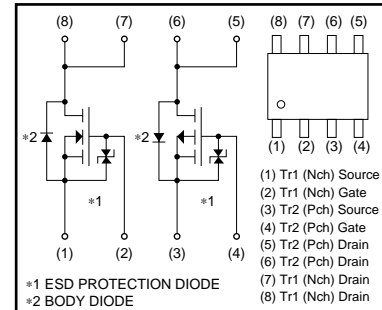 (8) (7) (6) (5)
(8) (7) (6) (5)
*2
*1
*2
*1
(1) (2) (3) (4)
(1) (2) (3) (4)
(1) Tr1 (Nch) Source
(2) Tr1 (Nch) Gate
(3) Tr2 (Pch) Source
(4) Tr2 (Pch) Gate
(5) Tr2 (Pch) Drain
(6) Tr2 (Pch) Drain
(7) Tr1 (Nch) Drain
(8) Tr1 (Nch) Drain
*1 ESD PROTECTION DIODE
*2 BODY DIODE